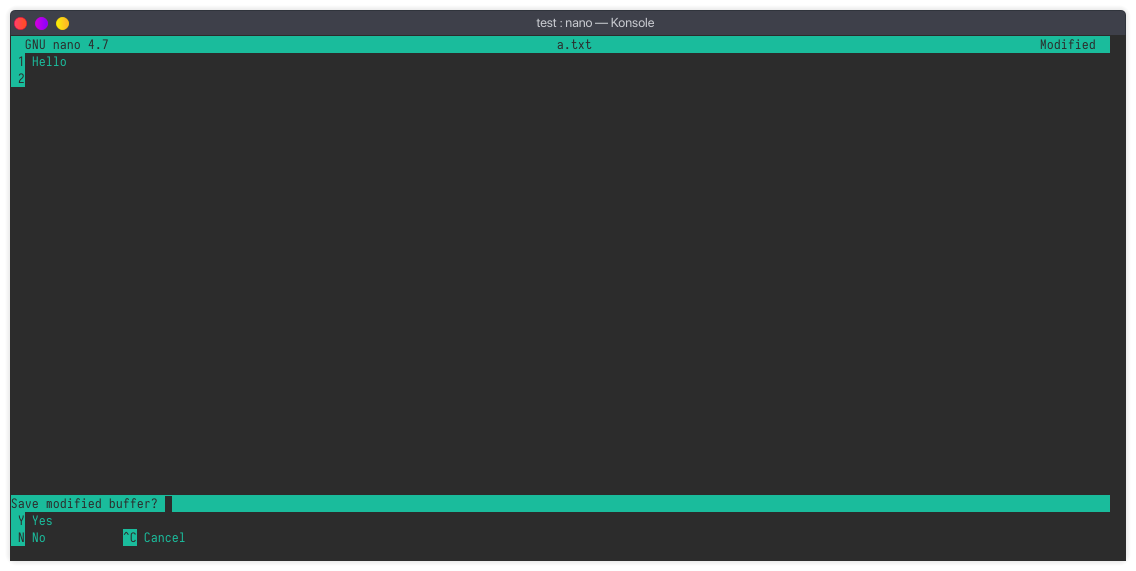 test : nano — Konsole
GNU nano 4.7 a.txt Modified
1 Hello
2
Save modified buffer?
Y Yes
N No ^C Cancel